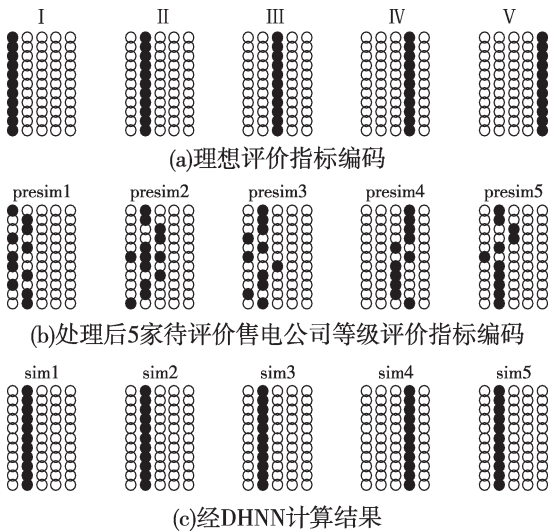 I II III IV V
(a)理想评价指标编码
presim1 presim2 presim3 presim4 presim5
(b)处理后5家待评价售电公司等级评价指标编码
sim1 sim2 sim3 sim4 sim5
(c)经DHNN计算结果